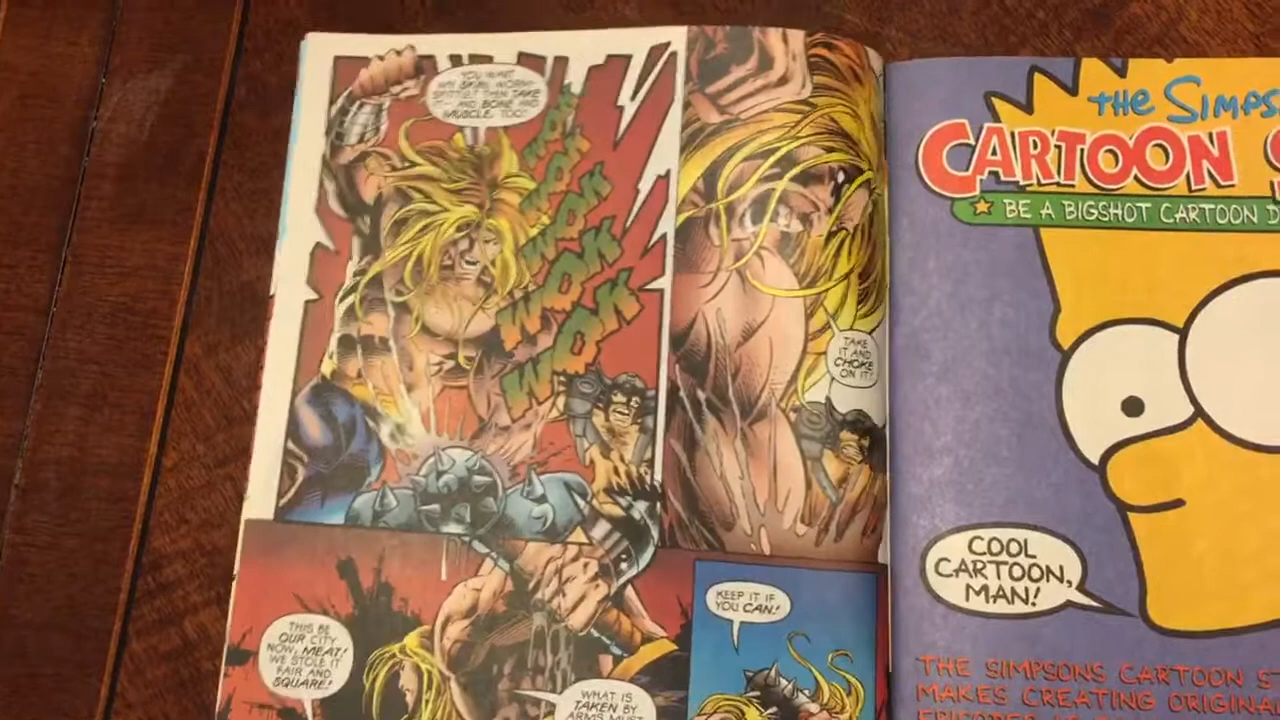 YOU WANT
MY SKIN, WORM-
SPITTLE? THEN TAKE
IT-- AND BONE AND
MUSCLE, TOO!
WOK
WOK
WOK
WOK
WOK
TAKE
IT AND
CHOKE
ON IT!
THIS BE
OUR CITY
NOW, MEAT!
WE STOLE IT
FAIR AND
SQUARE!
WHAT IS
TAKEN BY
ARMS MUST
KEEP IT IF
YOU CAN!
THE SIMPS
CARTOON S
BE A BIGSHOT CARTOON D
COOL
CARTOON,
MAN!
THE SIMPSONS CARTOON ST
MAKES CREATING ORIGINA